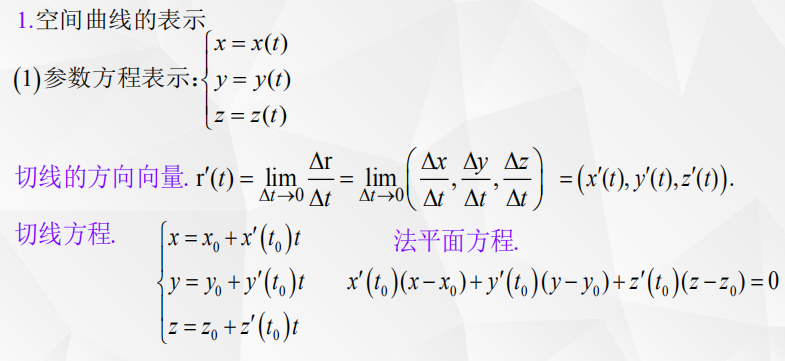 1.空间曲线的表示
(1)参数方程表示:{x = x(t)
y = y(t)
z = z(t)
切线的方向向量. r′(t) = lim_{Δt→0} Δr/Δt = lim_{Δt→0} (Δx/Δt, Δy/Δt, Δz/Δt) = (x′(t), y′(t), z′(t)).
切线方程. {x = x₀ + x′(t₀)t
y = y₀ + y′(t₀)t
z = z₀ + z′(t₀)t
法平面方程.
x′(t₀)(x − x₀) + y′(t₀)(y − y₀) + z′(t₀)(z − z₀) = 0